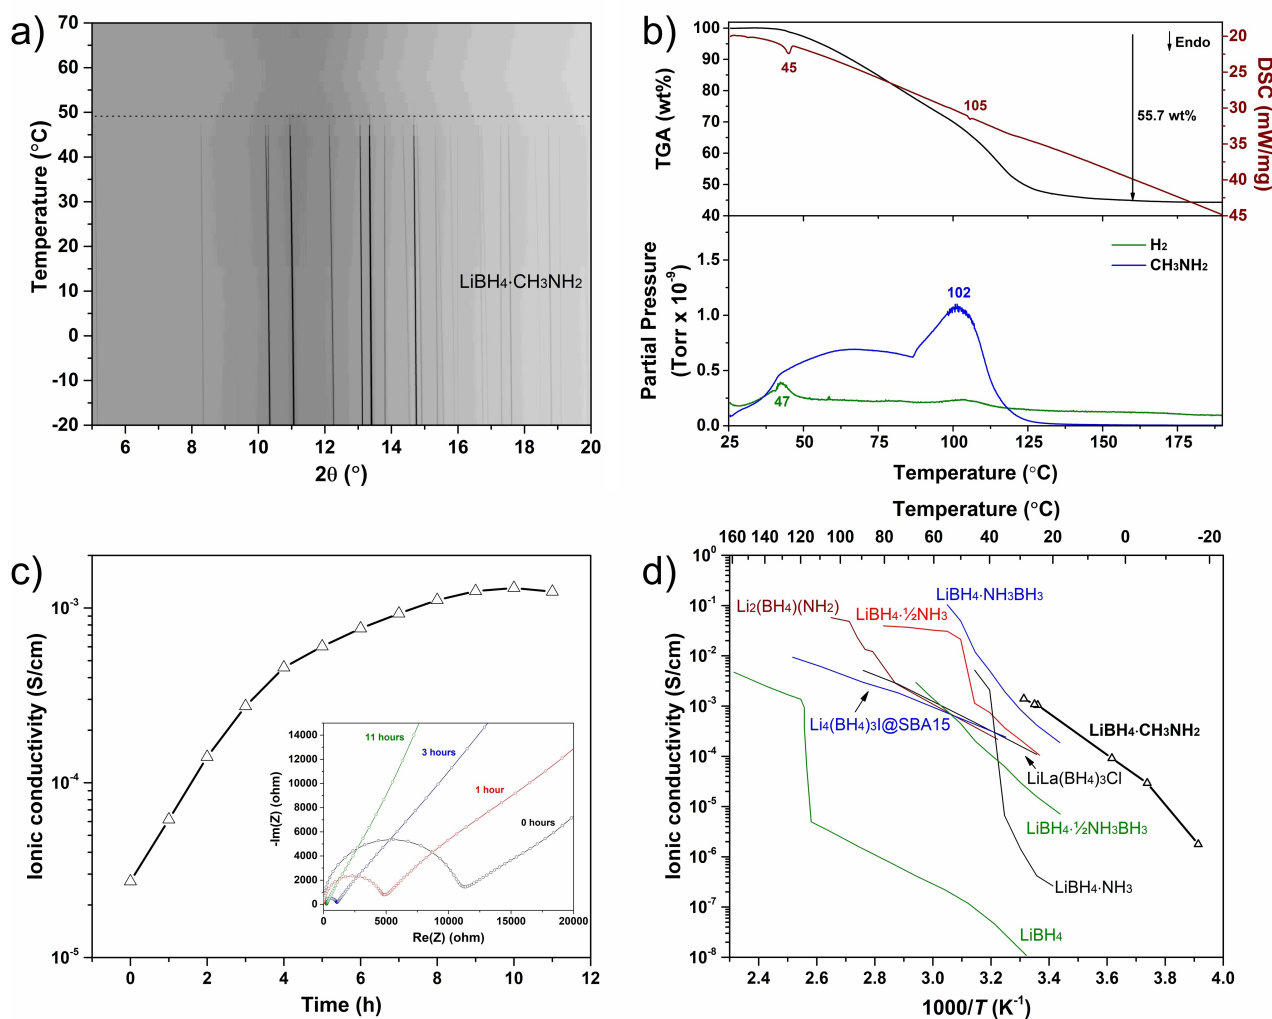 a)
70
60
50
40
30
20
10
0
-10
-20
Temperature (°C)
LiBH4·CH3NH2
6 8 10 12 14 16 18 20
2θ (°)
b)
100
90
80
70
60
50
40
TGA (wt%)
20
25
30
35
40
45
DSC (mW/mg)
Endo
45
105
55.7 wt%
1.5
1.0
0.5
0.0
Partial Pressure
(Torr x 10-9)
H2
CH3NH2
102
47
25 50 75 100 125 150 175
Temperature (°C)
c)
10-3
10-4
10-5
Ionic conductivity (S/cm)
0 2 4 6 8 10 12
Time (h)
14000
12000
10000
8000
6000
4000
2000
0
-Im(Z) (ohm)
11 hours
3 hours
1 hour
0 hours
0 5000 10000 15000 20000
Re(Z) (ohm)
d)
Temperature (°C)
160 140 120 100 80 60 40 20 0 -20
100
10-1
10-2
10-3
10-4
10-5
10-6
10-7
10-8
Ionic conductivity (S/cm)
LiBH4·NH3BH3
Li2(BH4)(NH2)
LiBH4·½NH3
Li4(BH4)3I@SBA15
LiBH4·CH3NH2
LiLa(BH4)3Cl
LiBH4·½NH3BH3
LiBH4·NH3
LiBH4
2.4 2.6 2.8 3.0 3.2 3.4 3.6 3.8 4.0
1000/T (K-1)